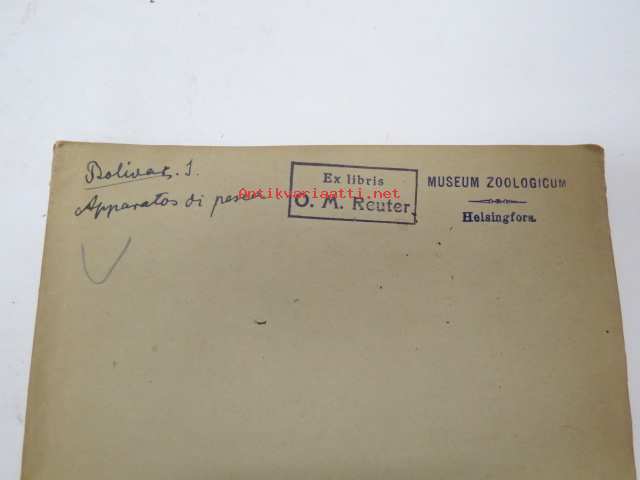 Bolivar, I.
Apparatos di pesca
Ex libris
O. M. Reuter.
MUSEUM ZOOLOGICUM
Helsingfors.
Antikvariaatti.net